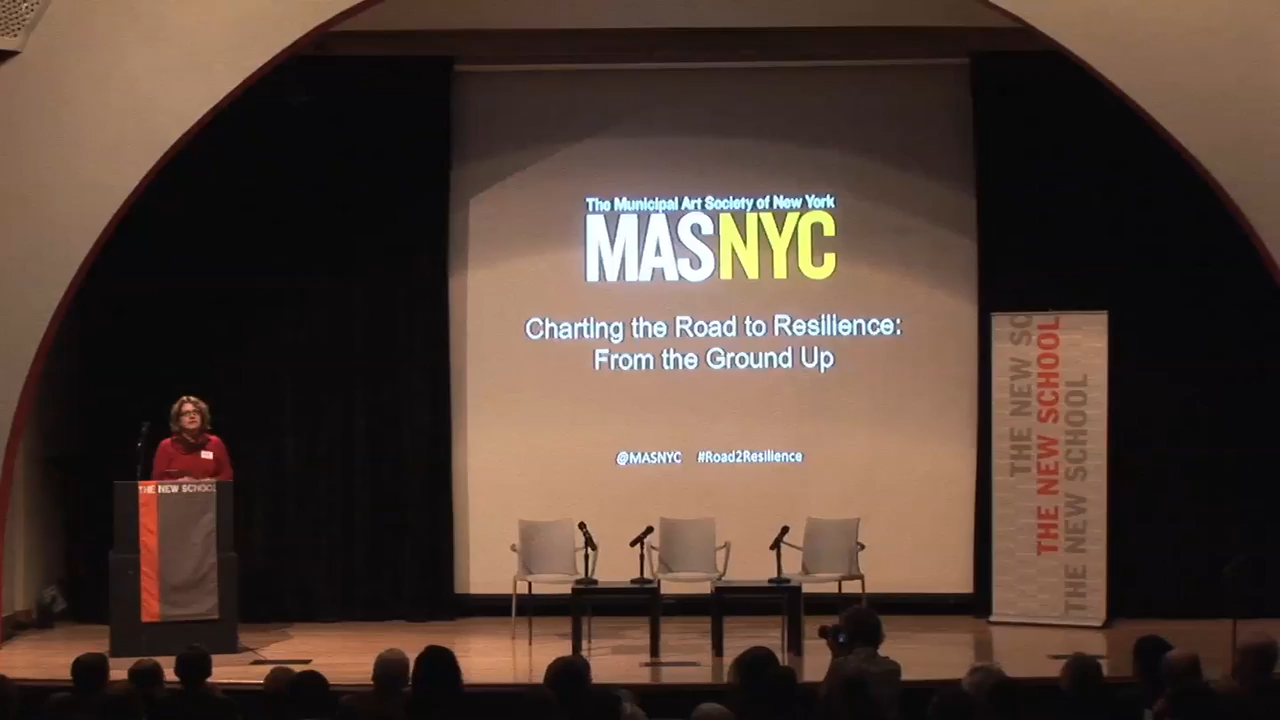 The Municipal Art Society of New York
MASNYC
Charting the Road to Resilience:
From the Ground Up
@MASNYC #Road2Resilience
THE NEW SCHOOL
THE NEW SC
THE NEW SCHOOL
THE NEW SCHOOL